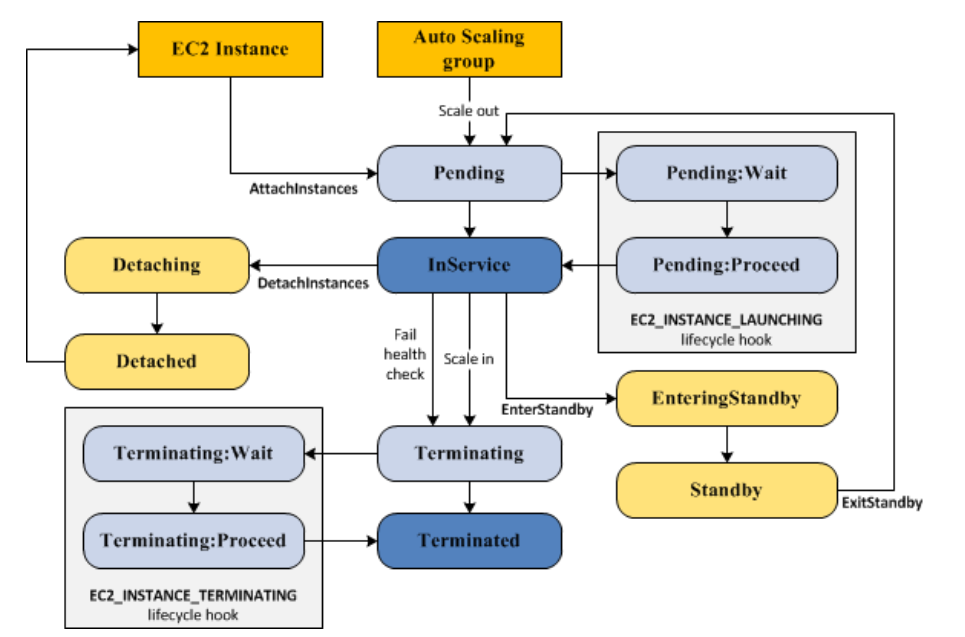 EC2 Instance
Auto Scaling
group
Scale out
Pending
Pending:Wait
AttachInstances
Detaching
InService
Pending:Proceed
DetachInstances
EC2_INSTANCE_LAUNCHING
lifecycle hook
Fail
health
check
Scale in
Detached
EnteringStandby
EnterStandby
Terminating:Wait
Terminating
Standby
ExitStandby
Terminating:Proceed
Terminated
EC2_INSTANCE_TERMINATING
lifecycle hook